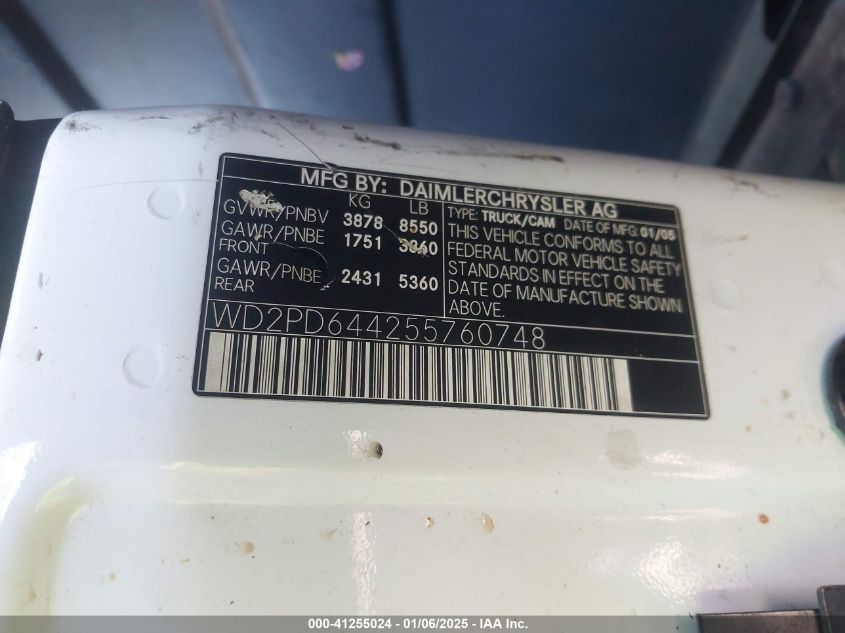 MFG BY: DAIMLERCHRYSLER AG
KG LB
GVWR/PNBV 3878 8550
GAWR/PNBE 1751 3860
FRONT
GAWR/PNBE 2431 5360
REAR
TYPE: TRUCK/CAM DATE OF MFG 01/05
THIS VEHICLE CONFORMS TO ALL
FEDERAL MOTOR VEHICLE SAFETY
STANDARDS IN EFFECT ON THE
DATE OF MANUFACTURE SHOWN
ABOVE.
WD2PD644255760748
000-41255024 - 01/06/2025 - IAA Inc.